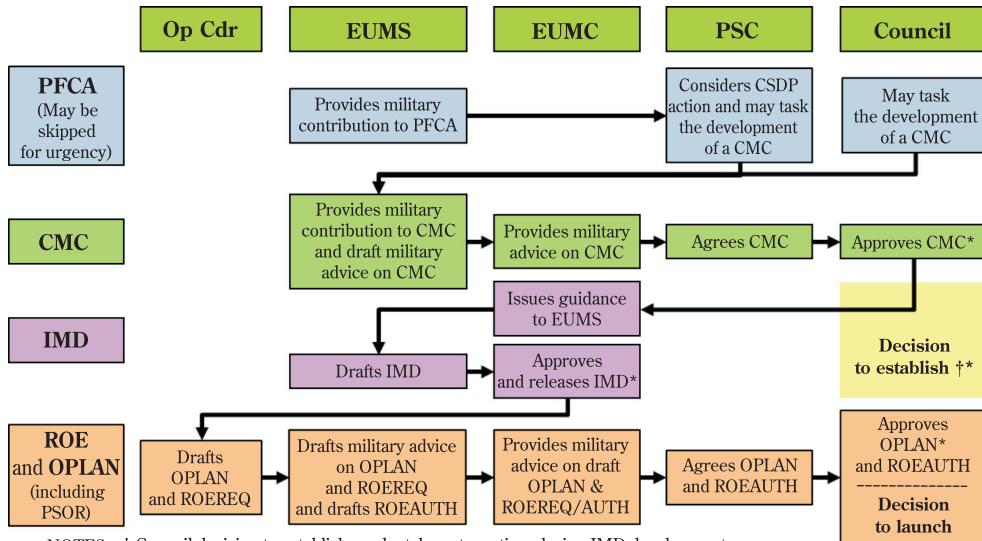 Op Cdr
EUMS
EUMC
PSC
Council
PFCA
(May be
skipped
for urgency)
Provides military
contribution to PFCA
Considers CSDP
action and may task
the development
of a CMC
May task
the development
of a CMC
CMC
Provides military
contribution to CMC
and draft military
advice on CMC
Provides military
advice on CMC
Agrees CMC
Approves CMC*
IMD
Issues guidance
to EUMS
Drafts IMD
Approves
and releases IMD*
Decision
to establish †*
ROE
and OPLAN
(including
PSOR)
Drafts
OPLAN
and ROEREQ
Drafts military advice
on OPLAN
and ROEREQ
and drafts ROEAUTH
Provides military
advice on draft
OPLAN &
ROEREQ/AUTH
Agrees OPLAN
and ROEAUTH
Approves
OPLAN*
and ROEAUTH
--------------
Decision
to launch